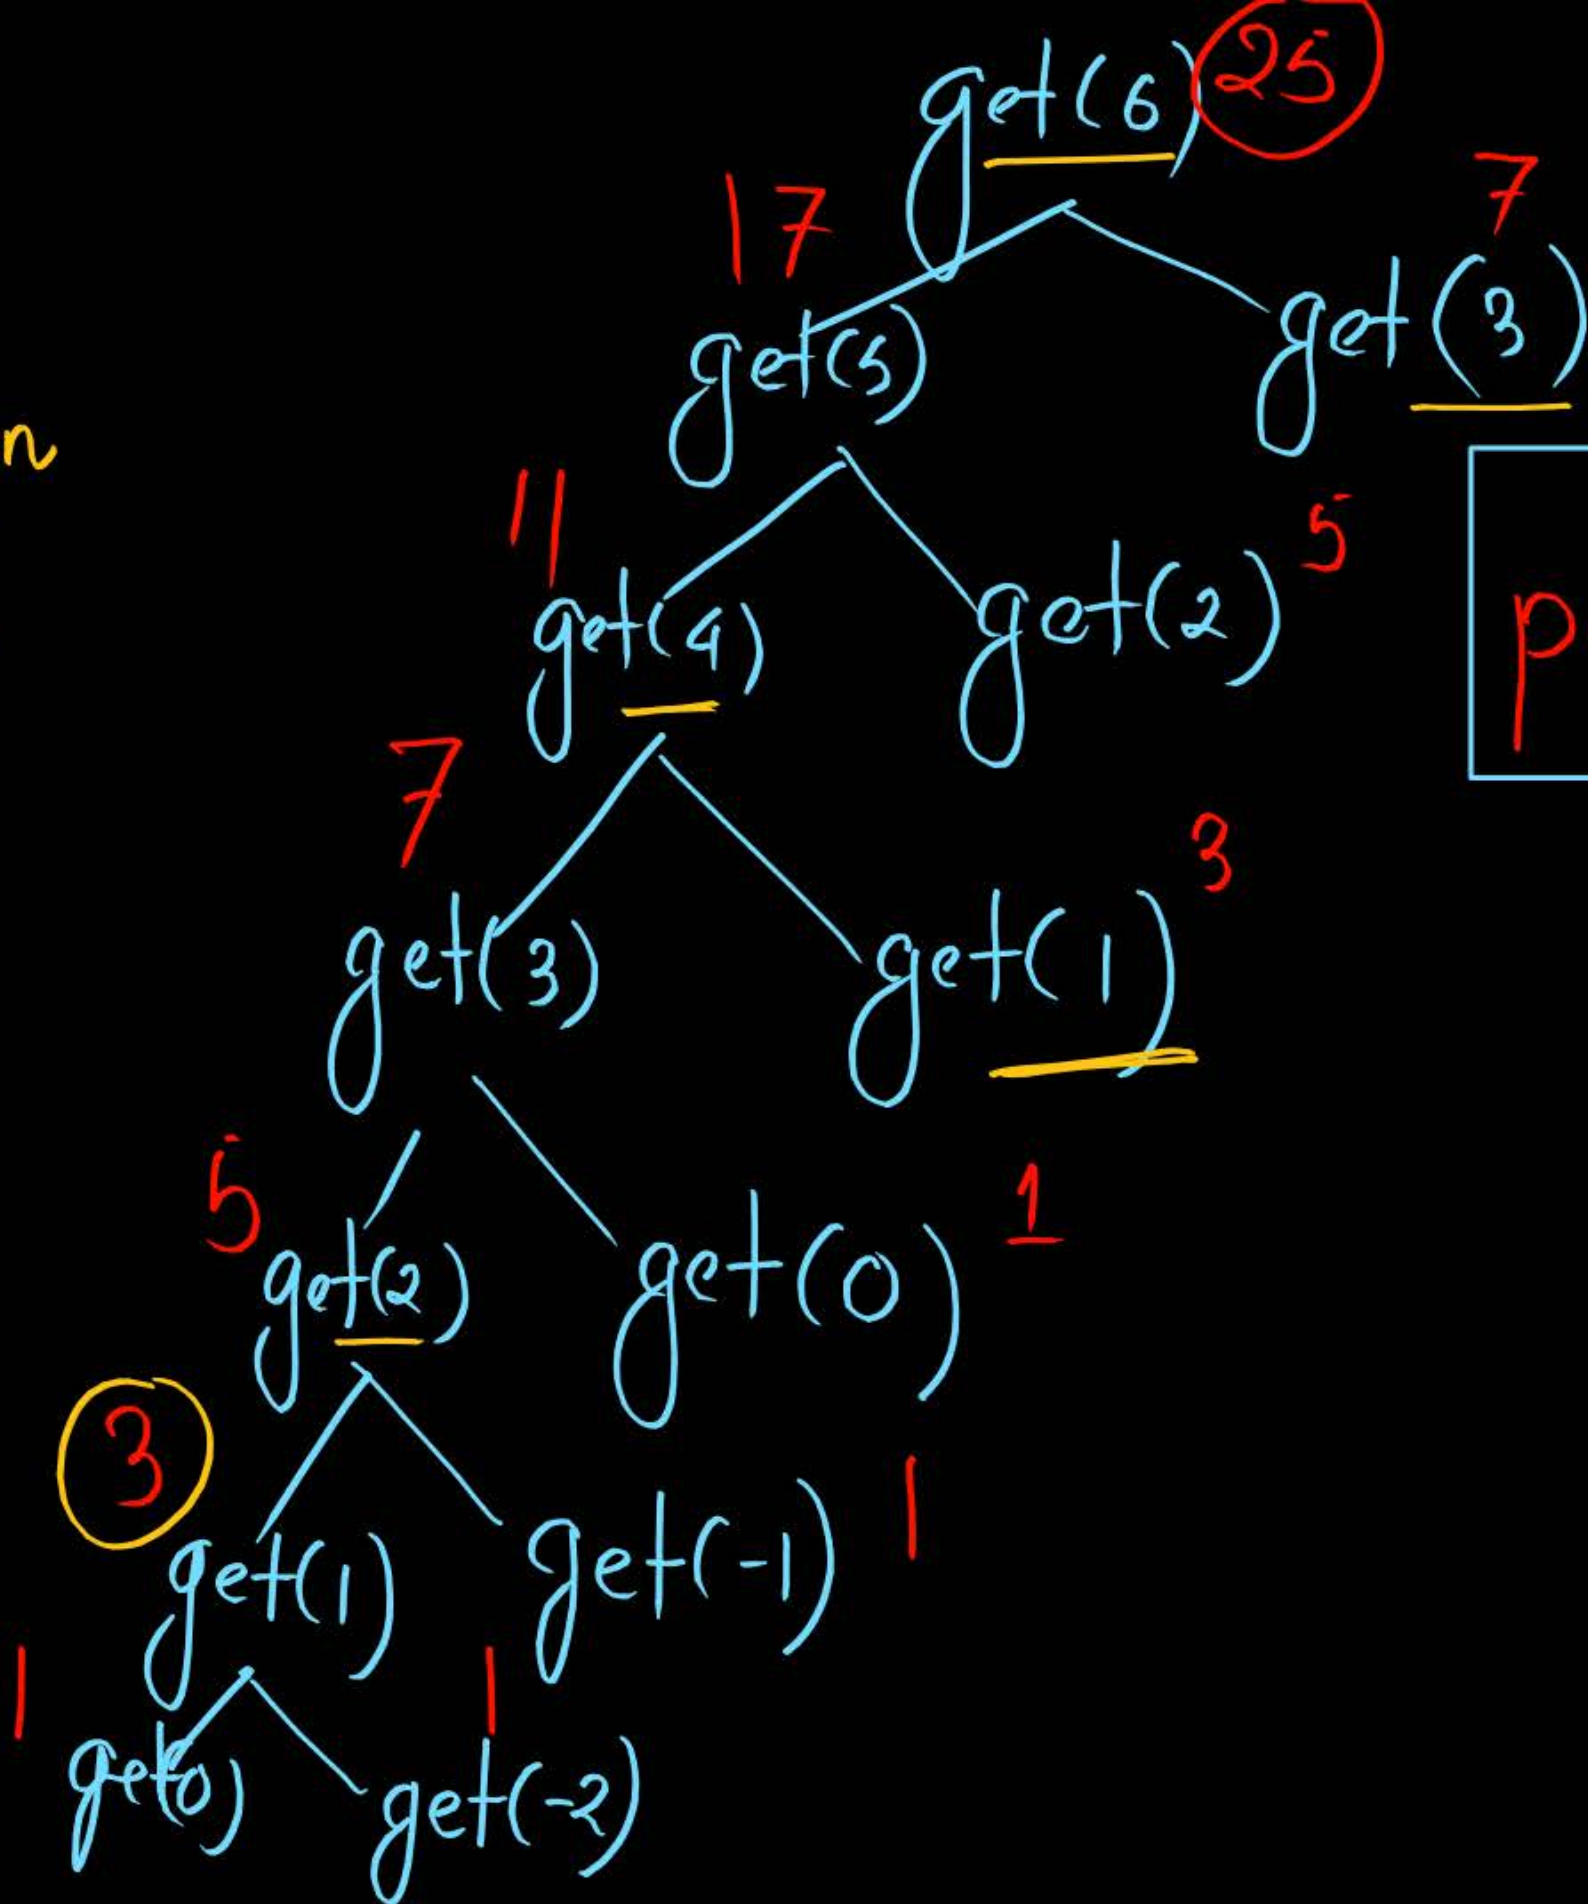 get(6) 25
17 7
get(5) get(3)
n
11 5
get(4) get(2)
p
7 3
get(3) get(1)
5 1
get(2) get(0)
3 1
get(1) get(-1)
1 1
get(0) get(-2)